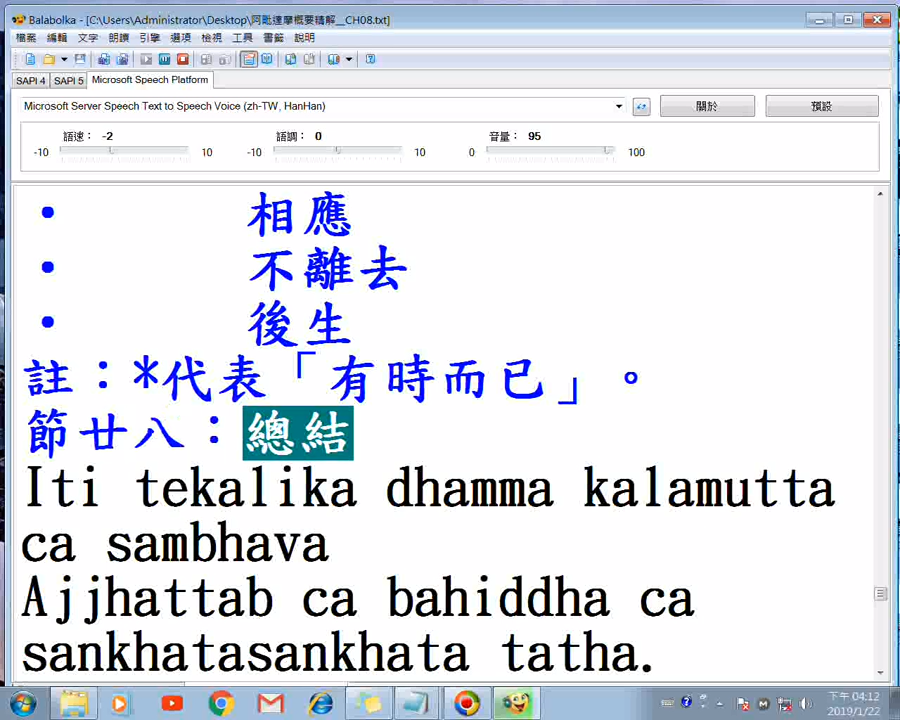 Balabolka - [C:\Users\Administrator\Desktop\阿毗達摩概要精解__CH08.txt]
檔案 編輯 文字 朗讀 引擎 選項 檢視 工具 書籤 說明
SAPI 4 SAPI 5 Microsoft Speech Platform
Microsoft Server Speech Text to Speech Voice (zh-TW, HanHan) 關於 預設
語速： -2 語調： 0 音量： 95
-10 10 -10 10 0 100
• 相應
• 不離去
• 後生
註：*代表「有時而已」。
節廿八：總結
Iti tekalika dhamma kalamutta
ca sambhava
Ajjhattab ca bahiddha ca
sankhatasankhata tatha.
下午 04:12
2019/1/22